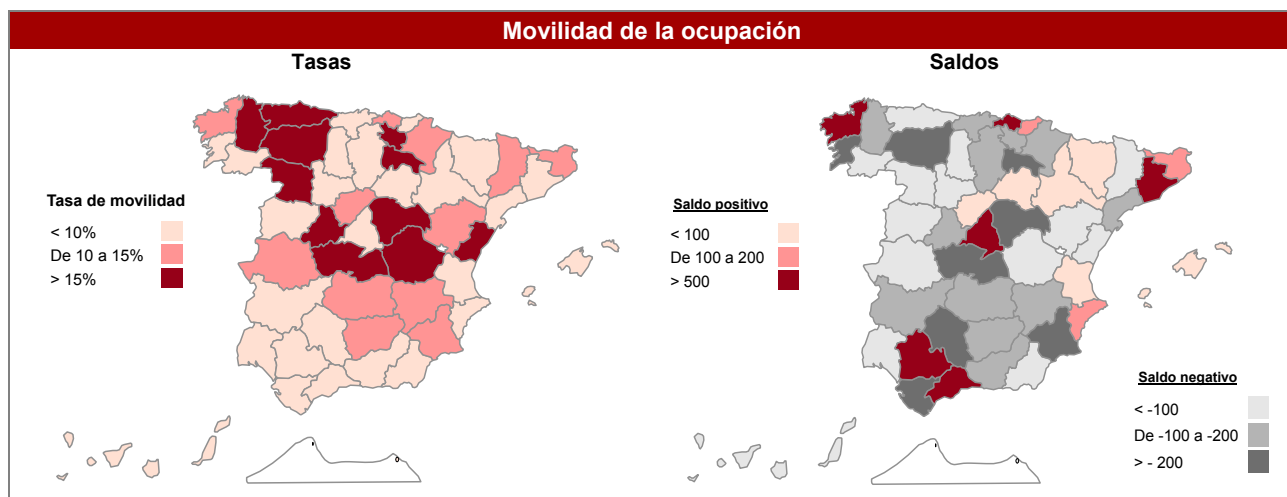 Movilidad de la ocupación
Tasas
Tasa de movilidad
< 10%
De 10 a 15%
> 15%
Saldos
Saldo positivo
< 100
De 100 a 200
> 500
Saldo negativo
< -100
De -100 a -200
> - 200